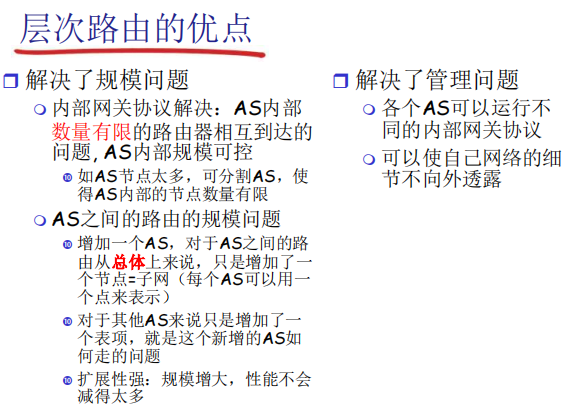 层次路由的优点
解决了规模问题
内部网关协议解决：AS内部
数量有限的路由器相互到达的
问题, AS内部规模可控
如AS节点太多，可分割AS，使
得AS内部的节点数量有限
AS之间的路由的规模问题
增加一个AS，对于AS之间的路
由从总体上来说，只是增加了一
个节点=子网（每个AS可以用一
个点来表示）
对于其他AS来说只是增加了一
个表项，就是这个新增的AS如
何走的问题
扩展性强：规模增大，性能不会
减得太多
解决了管理问题
各个AS可以运行不
同的内部网关协议
可以使自己网络的细
节不向外透露